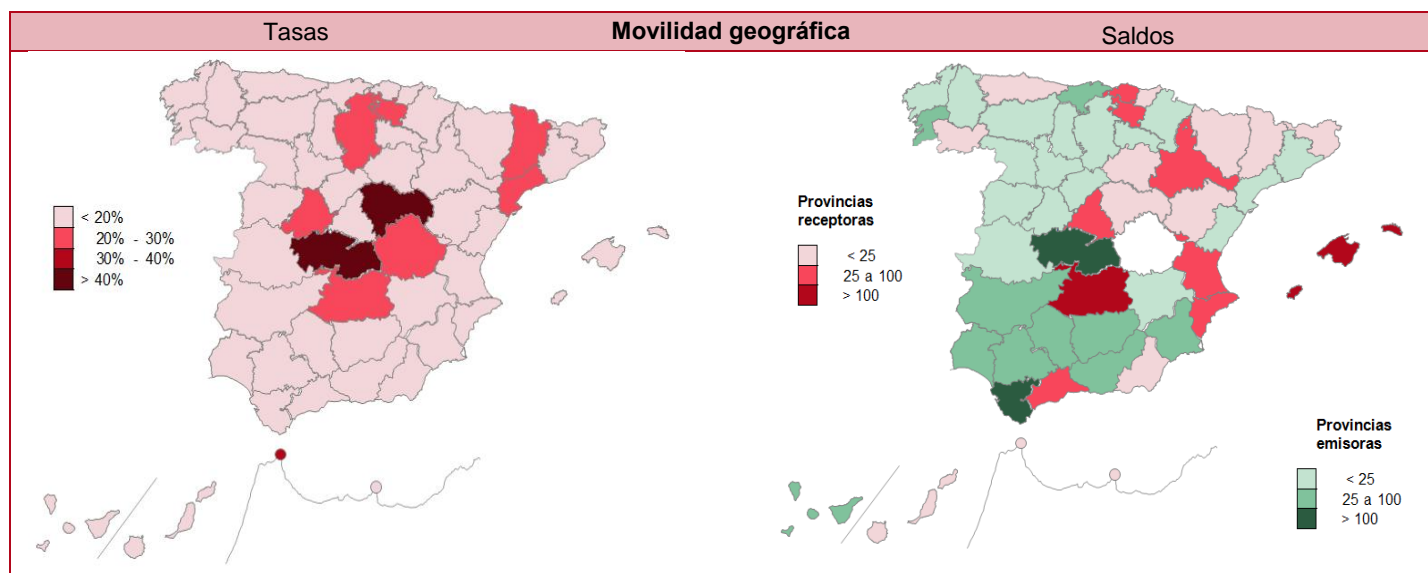 Tasas
Movilidad geográfica
Saldos
< 20%
20% - 30%
30% - 40%
> 40%
Provincias
receptoras
< 25
25 a 100
> 100
Provincias
emisoras
< 25
25 a 100
> 100